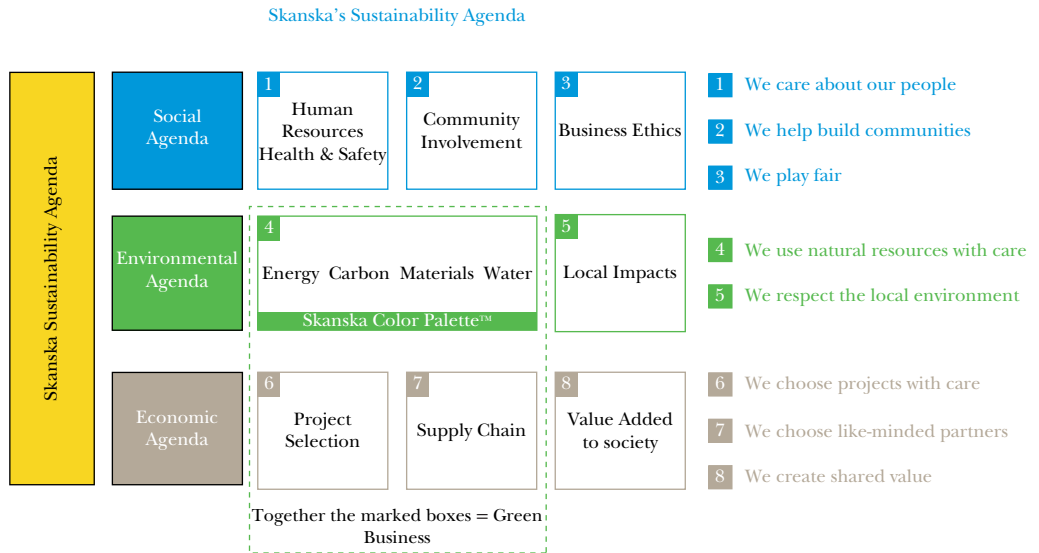 Skanska's Sustainability Agenda
Skanska Sustainability Agenda
Social
Agenda
1
Human
Resources
Health & Safety
2
Community
Involvement
3
Business Ethics
1 We care about our people
2 We help build communities
3 We play fair
Environmental
Agenda
4
Energy Carbon Materials Water
Skanska Color Palette™
5
Local Impacts
4 We use natural resources with care
5 We respect the local environment
Economic
Agenda
6
Project
Selection
7
Supply Chain
8
Value Added
to society
6 We choose projects with care
7 We choose like-minded partners
8 We create shared value
Together the marked boxes = Green
Business